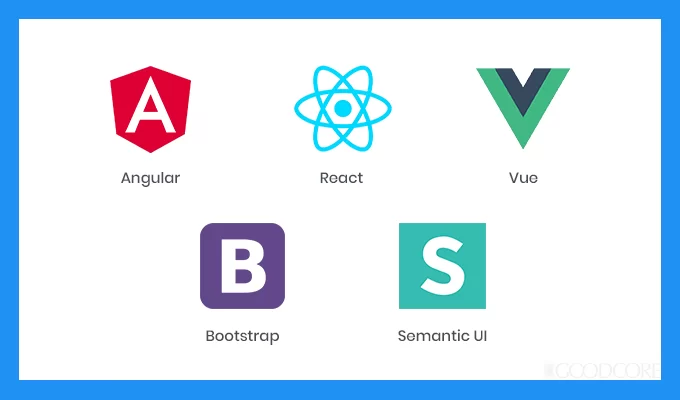 Angular
React
Vue
B
S
Bootstrap
Semantic UI
GOODCORE